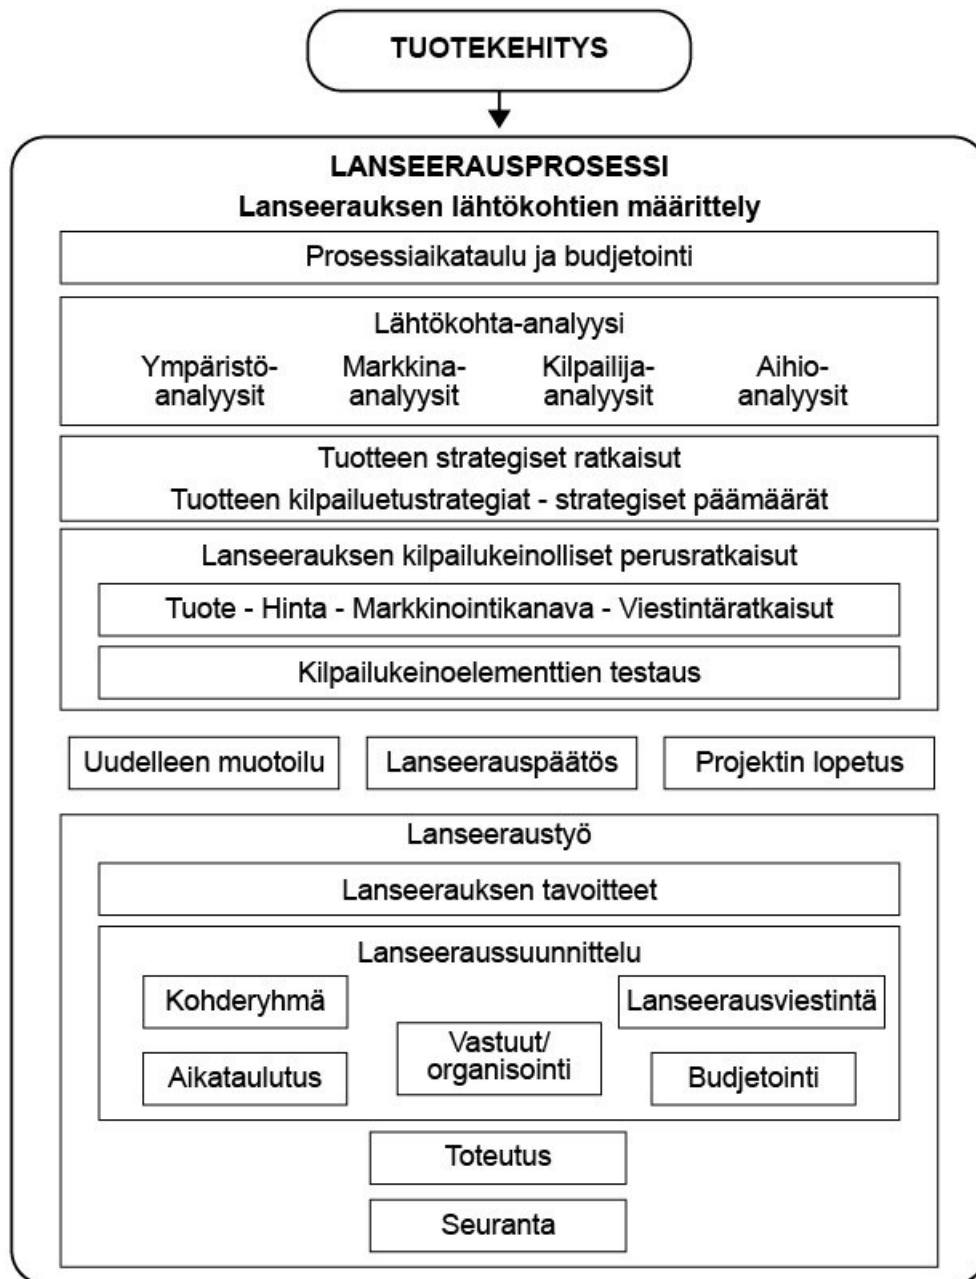 TUOTEKEHITYS
LANSEERAUSPROSESSI
Lanseerauksen lähtökohtien määrittely
Prosessiaikataulu ja budjetointi
Lähtökohta-analyysi
Ympäristö-
analyysit
Markkina-
analyysit
Kilpailija-
analyysit
Aihio-
analyysit
Tuotteen strategiset ratkaisut
Tuotteen kilpailuetustrategiat - strategiset päämäärät
Lanseerauksen kilpailukeinolliset perusratkaisut
Tuote - Hinta - Markkinointikanava - Viestintäratkaisut
Kilpailukeinoelementtien testaus
Uudelleen muotoilu
Lanseerauspäätös
Projektin lopetus
Lanseeraustyö
Lanseerauksen tavoitteet
Lanseeraussuunnittelu
Kohderyhmä
Lanseerausviestintä
Vastuut/
organisointi
Aikataulutus
Budjetointi
Toteutus
Seuranta